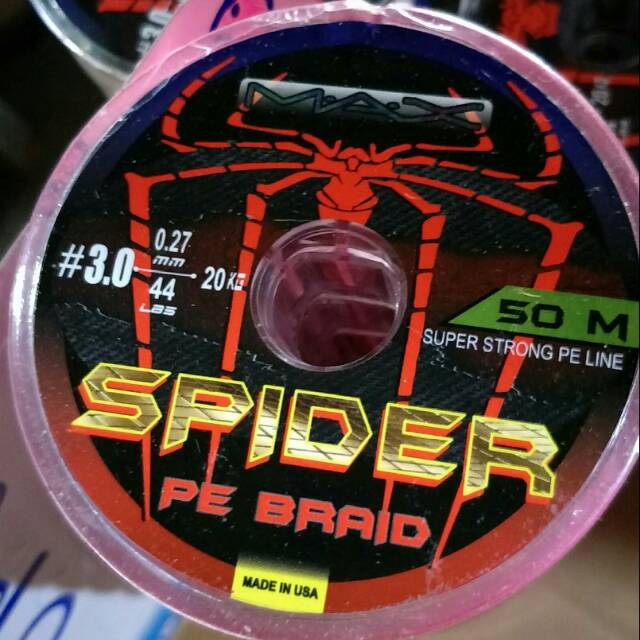 MAX
#3.0
0.27
mm
44
LBS
20KG
50 M
SUPER STRONG PE LINE
SPIDER
PE BRAID
MADE IN USA